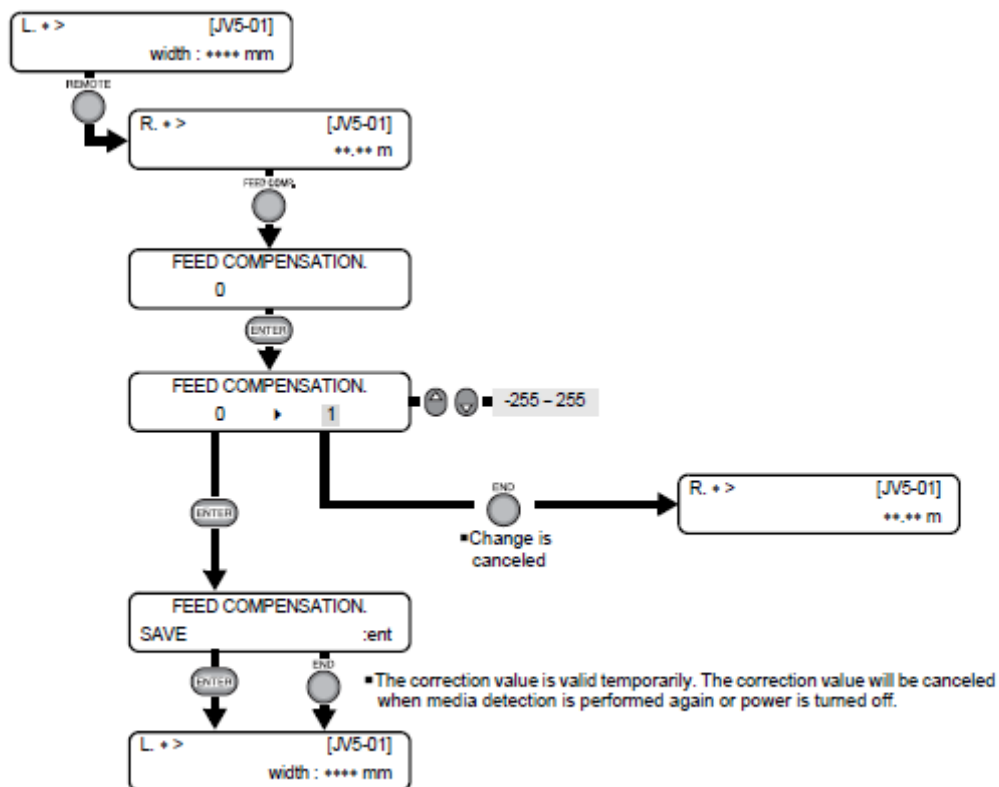 L. * > [JV5-01]
width : **** mm
REMOTE
R. * > [JV5-01]
**.** m
FEED COMP.
FEED COMPENSATION.
0
ENTER
FEED COMPENSATION.
0 ▸ 1
-255 – 255
END
R. * > [JV5-01]
**.** m
ENTER
▪Change is
canceled
FEED COMPENSATION.
SAVE :ent
ENTER
END
▪The correction value is valid temporarily. The correction value will be canceled
when media detection is performed again or power is turned off.
L. * > [JV5-01]
width : **** mm